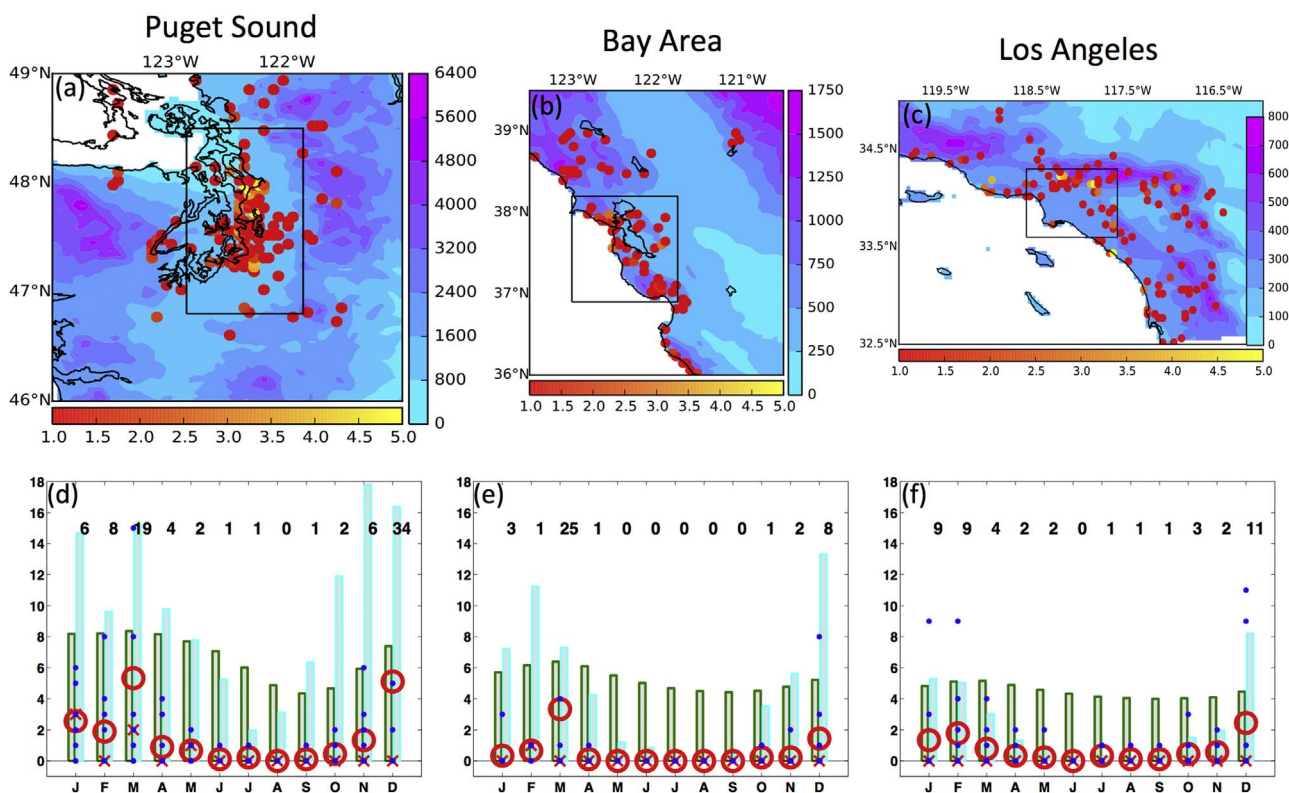 Puget Sound
Bay Area
Los Angeles
123°W 122°W
123°W 122°W 121°W
119.5°W 118.5°W 117.5°W 116.5°W
(a)
49°N
48°N
47°N
46°N
6400
5600
4800
4000
3200
2400
1600
800
0
1.0 1.5 2.0 2.5 3.0 3.5 4.0 4.5 5.0
(b)
39°N
38°N
37°N
36°N
1750
1500
1250
1000
750
500
250
0
1.0 1.5 2.0 2.5 3.0 3.5 4.0 4.5 5.0
(c)
34.5°N
33.5°N
32.5°N
800
700
600
500
400
300
200
100
0
1.0 1.5 2.0 2.5 3.0 3.5 4.0 4.5 5.0
(d)
18
16
14
12
10
8
6
4
2
0
6 8 19 4 2 1 1 0 1 2 6 34
J F M A M J J A S O N D
(e)
18
16
14
12
10
8
6
4
2
0
3 1 25 1 0 0 0 0 0 1 2 8
J F M A M J J A S O N D
(f)
18
16
14
12
10
8
6
4
2
0
9 9 4 2 2 0 1 1 1 3 2 11
J F M A M J J A S O N D